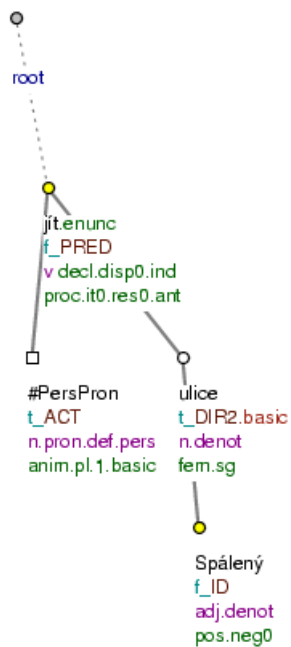 root
jít.enunc
f_PRED
v decl.disp0.ind
proc.it0.res0.ant
#PersPron
t_ACT
n.pron.def.pers
anim.pl.1.basic
ulice
t_DIR2.basic
n.denot
fem.sg
Spálený
f_ID
adj.denot
pos.neg0